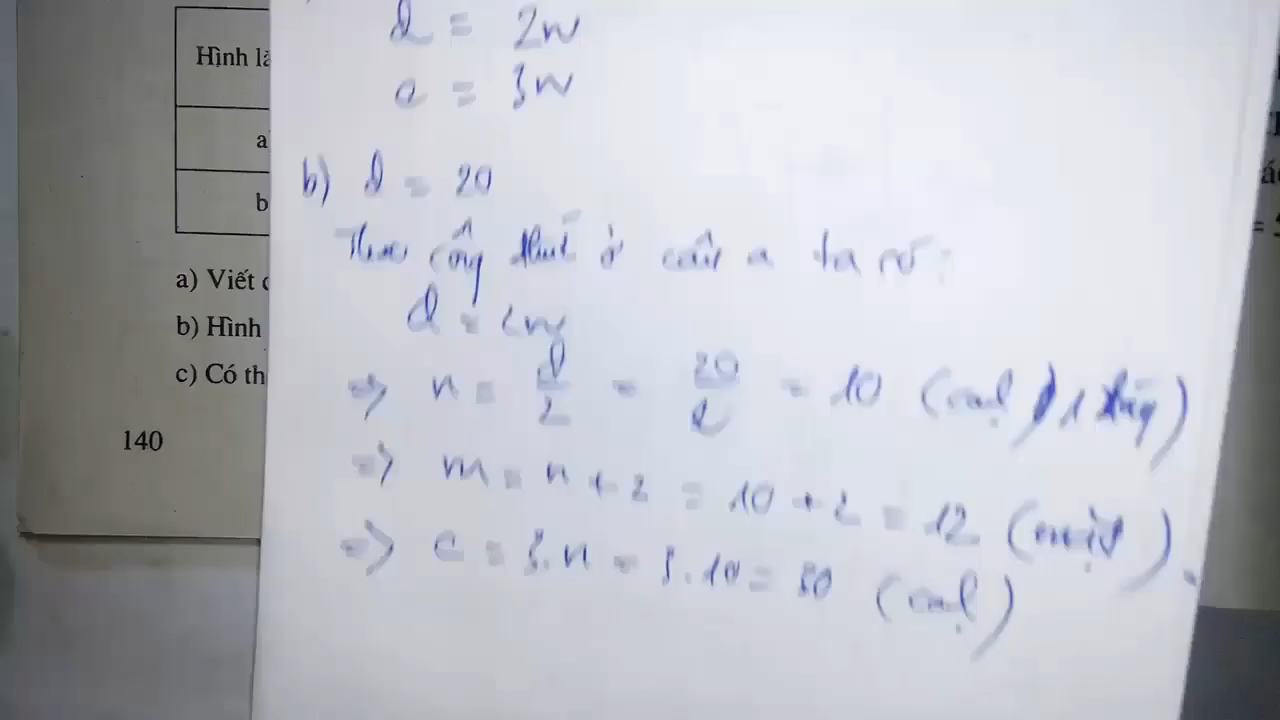 Hình lă
a
b
a) Viết c
b) Hình
c) Có th
140
d = 2n
c = 3n
b) d = 20
Theo công thức ở câu a ta có:
d = 2n
=> n = d/2 = 20/2 = 10 (cạnh 1 đáy)
=> m = n + 2 = 10 + 2 = 12 (mặt).
=> c = 3.n = 3.10 = 30 (cạnh)